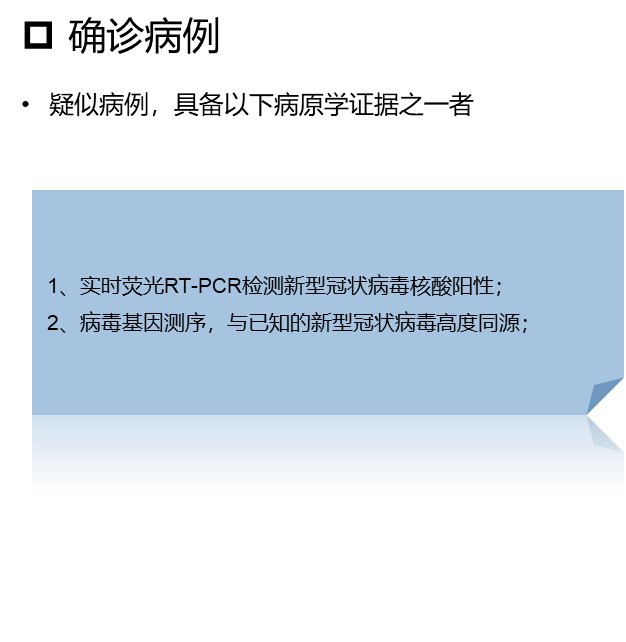 确诊病例
• 疑似病例，具备以下病原学证据之一者
1、实时荧光RT-PCR检测新型冠状病毒核酸阳性；
2、病毒基因测序，与已知的新型冠状病毒高度同源；